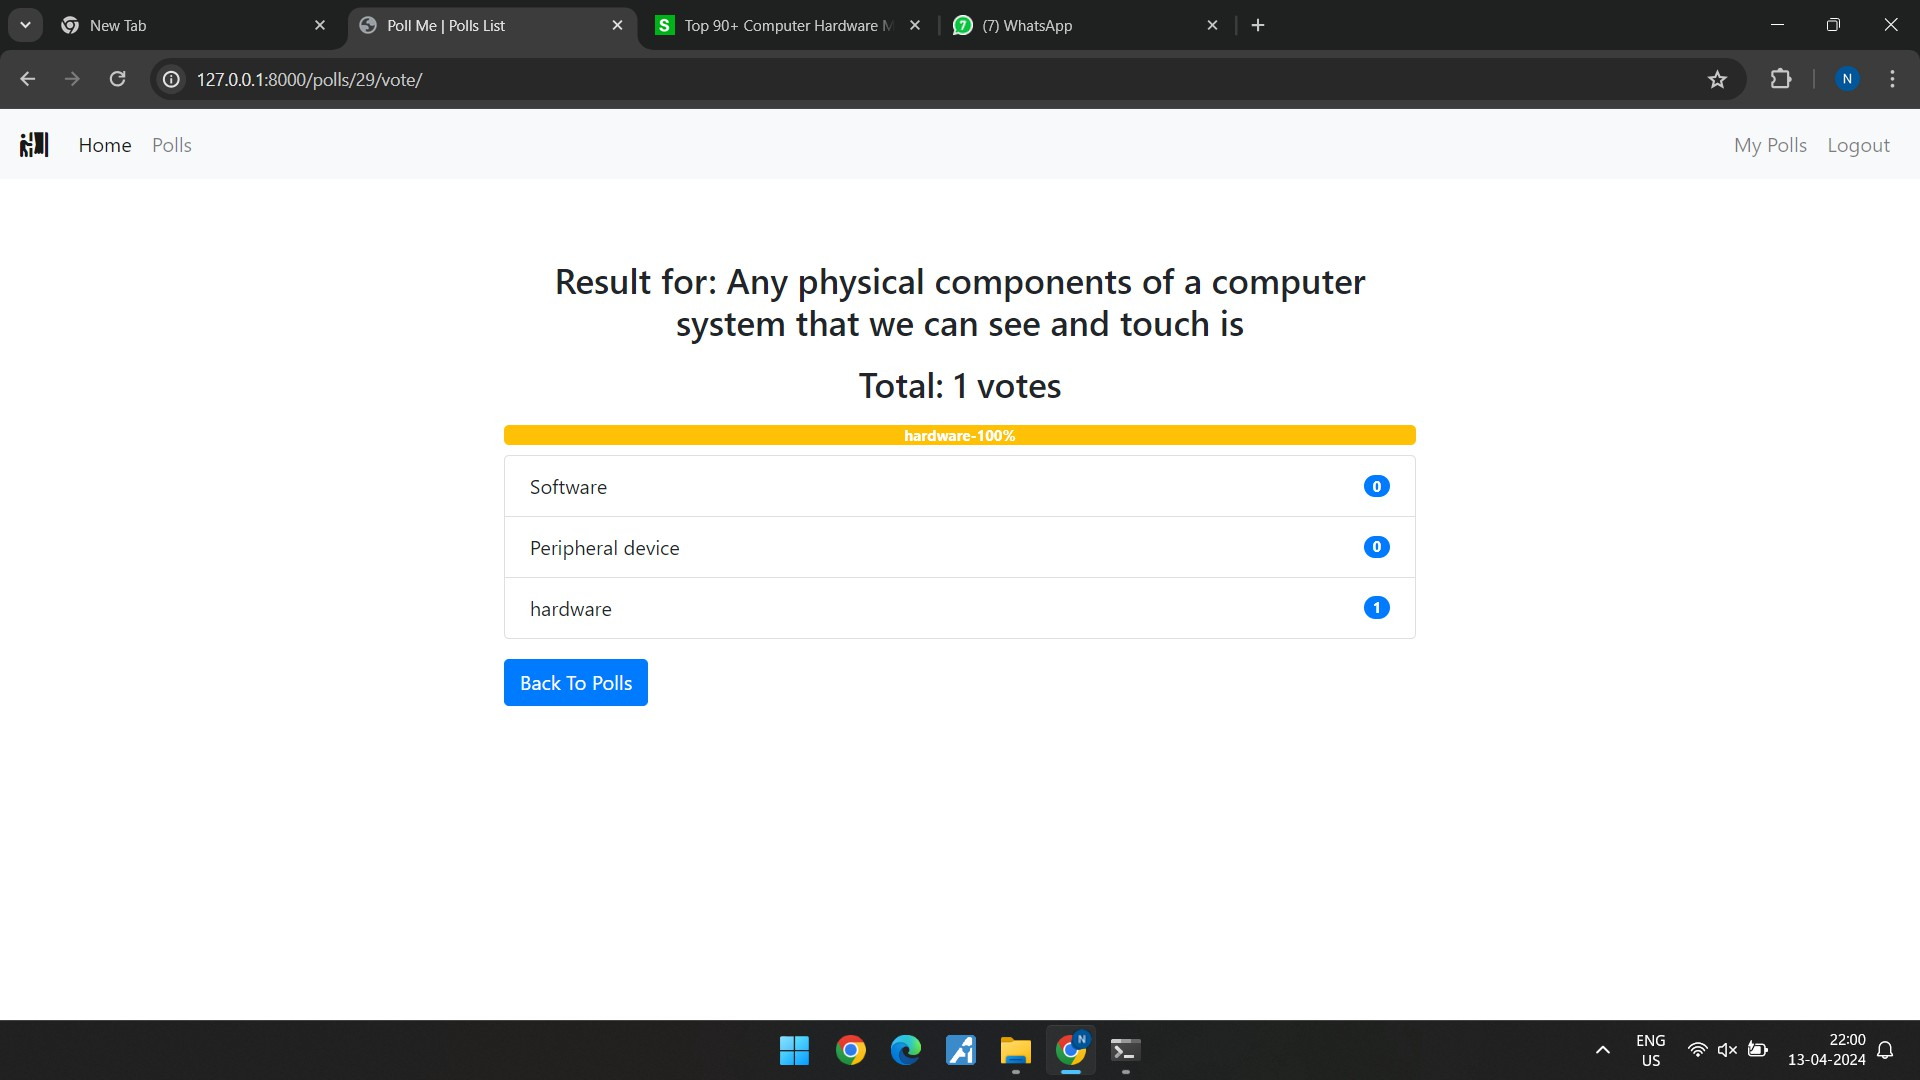 New Tab
Poll Me | Polls List
Top 90+ Computer Hardware M
(7) WhatsApp
127.0.0.1:8000/polls/29/vote/
N
Home Polls My Polls Logout
Result for: Any physical components of a computer
system that we can see and touch is
Total: 1 votes
hardware-100%
Software 0
Peripheral device 0
hardware 1
Back To Polls
ENG
US
22:00
13-04-2024